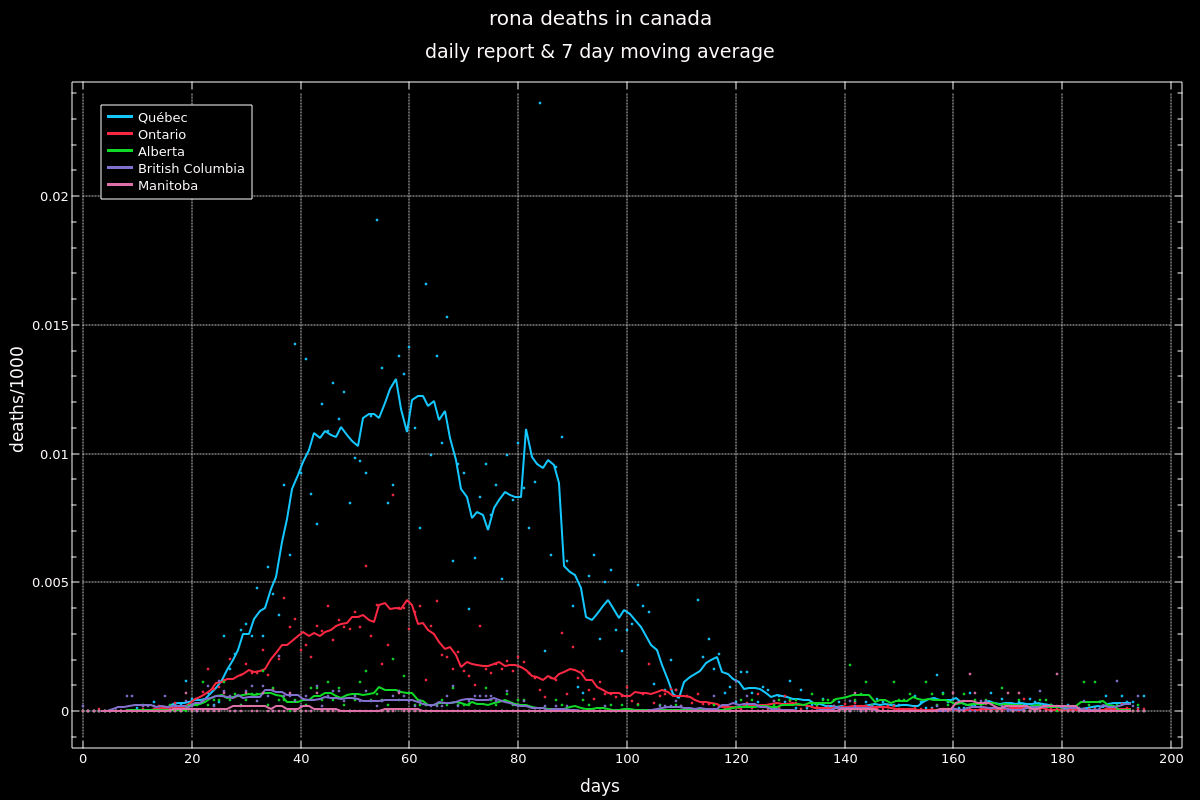 rona deaths in canada
daily report & 7 day moving average
Québec
Ontario
Alberta
British Columbia
Manitoba
0.02
0.015
0.01
0.005
0
deaths/1000
0 20 40 60 80 100 120 140 160 180 200
days